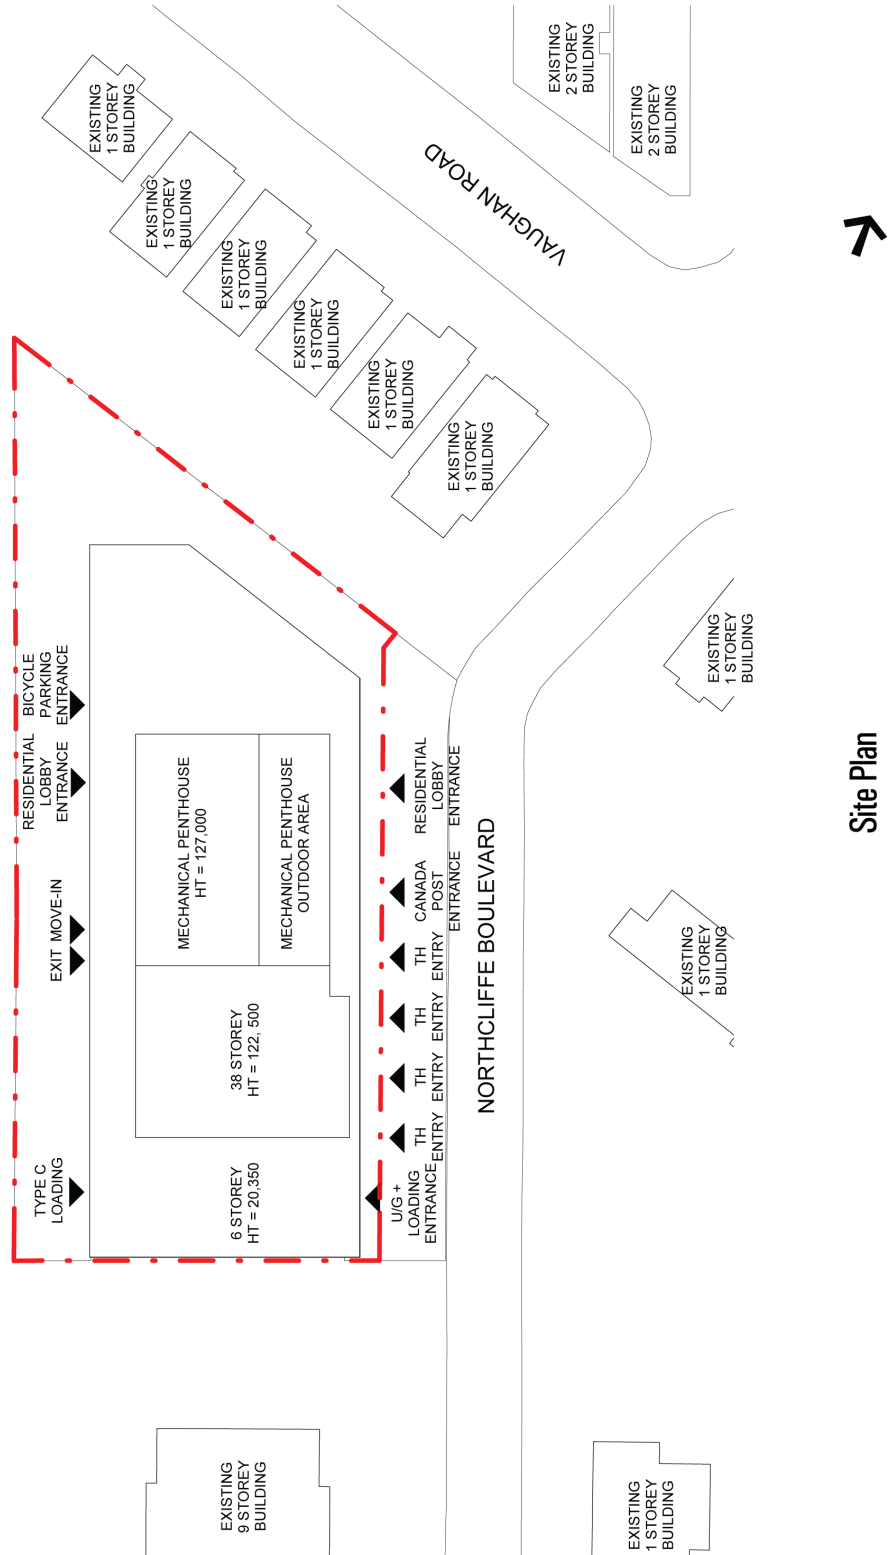 EXISTING
1 STOREY
BUILDING
EXISTING
1 STOREY
BUILDING
EXISTING
1 STOREY
BUILDING
EXISTING
1 STOREY
BUILDING
EXISTING
1 STOREY
BUILDING
EXISTING
1 STOREY
BUILDING
VAUGHAN ROAD
EXISTING
2 STOREY
BUILDING
EXISTING
2 STOREY
BUILDING
BICYCLE
PARKING
ENTRANCE
RESIDENTIAL
LOBBY
ENTRANCE
EXIT MOVE-IN
TYPE C
LOADING
MECHANICAL PENTHOUSE
HT = 127,000
MECHANICAL PENTHOUSE
OUTDOOR AREA
38 STOREY
HT = 122, 500
6 STOREY
HT = 20,350
RESIDENTIAL
LOBBY
ENTRANCE
CANADA
POST
ENTRANCE
TH
ENTRY
TH
ENTRY
TH
ENTRY
TH
ENTRY
U/G +
LOADING
ENTRANCE
NORTHCLIFFE BOULEVARD
EXISTING
1 STOREY
BUILDING
EXISTING
1 STOREY
BUILDING
EXISTING
9 STOREY
BUILDING
EXISTING
1 STOREY
BUILDING
Site Plan